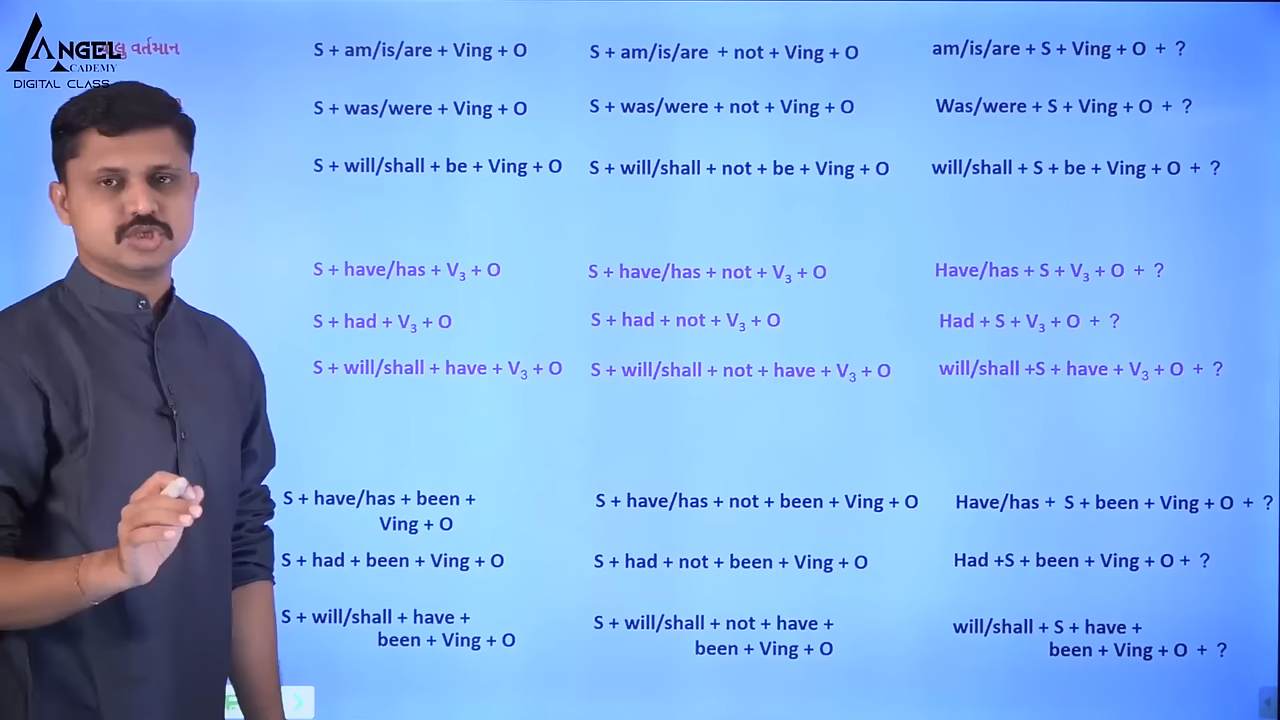 ANGEL
ACADEMY
DIGITAL CLASS
વર્તમાન
S + am/is/are + Ving + O
S + am/is/are + not + Ving + O
am/is/are + S + Ving + O + ?
S + was/were + Ving + O
S + was/were + not + Ving + O
Was/were + S + Ving + O + ?
S + will/shall + be + Ving + O
S + will/shall + not + be + Ving + O
will/shall + S + be + Ving + O + ?
S + have/has + V₃ + O
S + have/has + not + V₃ + O
Have/has + S + V₃ + O + ?
S + had + V₃ + O
S + had + not + V₃ + O
Had + S + V₃ + O + ?
S + will/shall + have + V₃ + O
S + will/shall + not + have + V₃ + O
will/shall +S + have + V₃ + O + ?
S + have/has + been +
Ving + O
S + have/has + not + been + Ving + O
Have/has + S + been + Ving + O + ?
S + had + been + Ving + O
S + had + not + been + Ving + O
Had +S + been + Ving + O + ?
S + will/shall + have +
been + Ving + O
S + will/shall + not + have +
been + Ving + O
will/shall + S + have +
been + Ving + O + ?